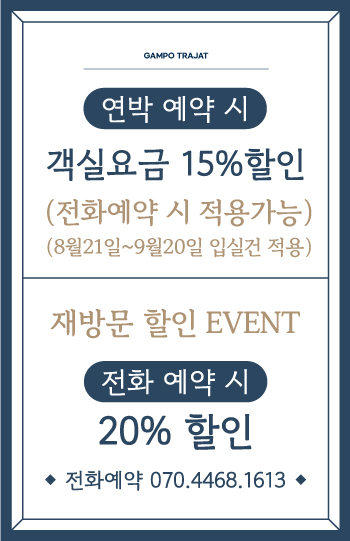 GAMPO TRAJAT
연박 예약 시
객실요금 15%할인
(전화예약 시 적용가능)
(8월21일~9월20일 입실건 적용)
재방문 할인 EVENT
전화 예약 시
20% 할인
◆ 전화예약 070.4468.1613 ◆